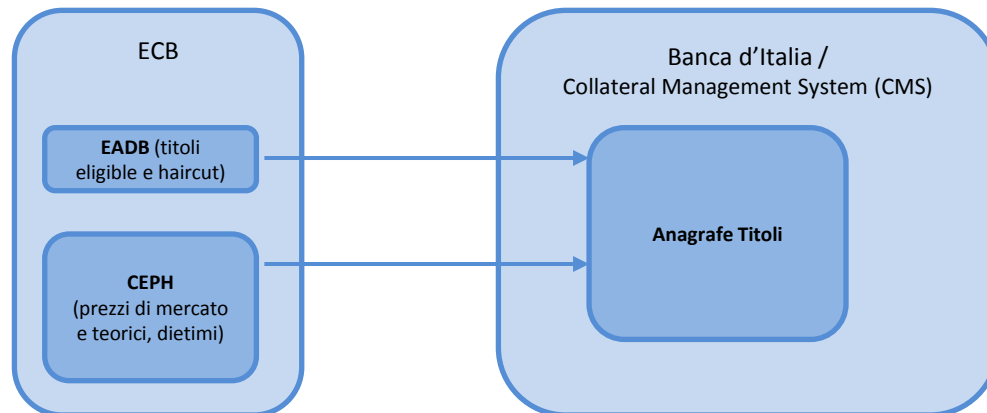 ECB
EADB (titoli
eligible e haircut)
CEPH
(prezzi di mercato
e teorici, dietimi)
Banca d’Italia /
Collateral Management System (CMS)
Anagrafe Titoli